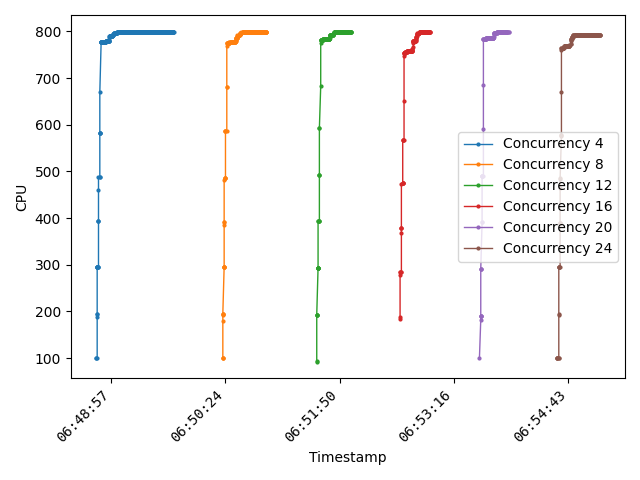 800
700
600
500
400
300
200
100
CPU
Concurrency 4
Concurrency 8
Concurrency 12
Concurrency 16
Concurrency 20
Concurrency 24
06:48:57
06:50:24
06:51:50
06:53:16
06:54:43
Timestamp